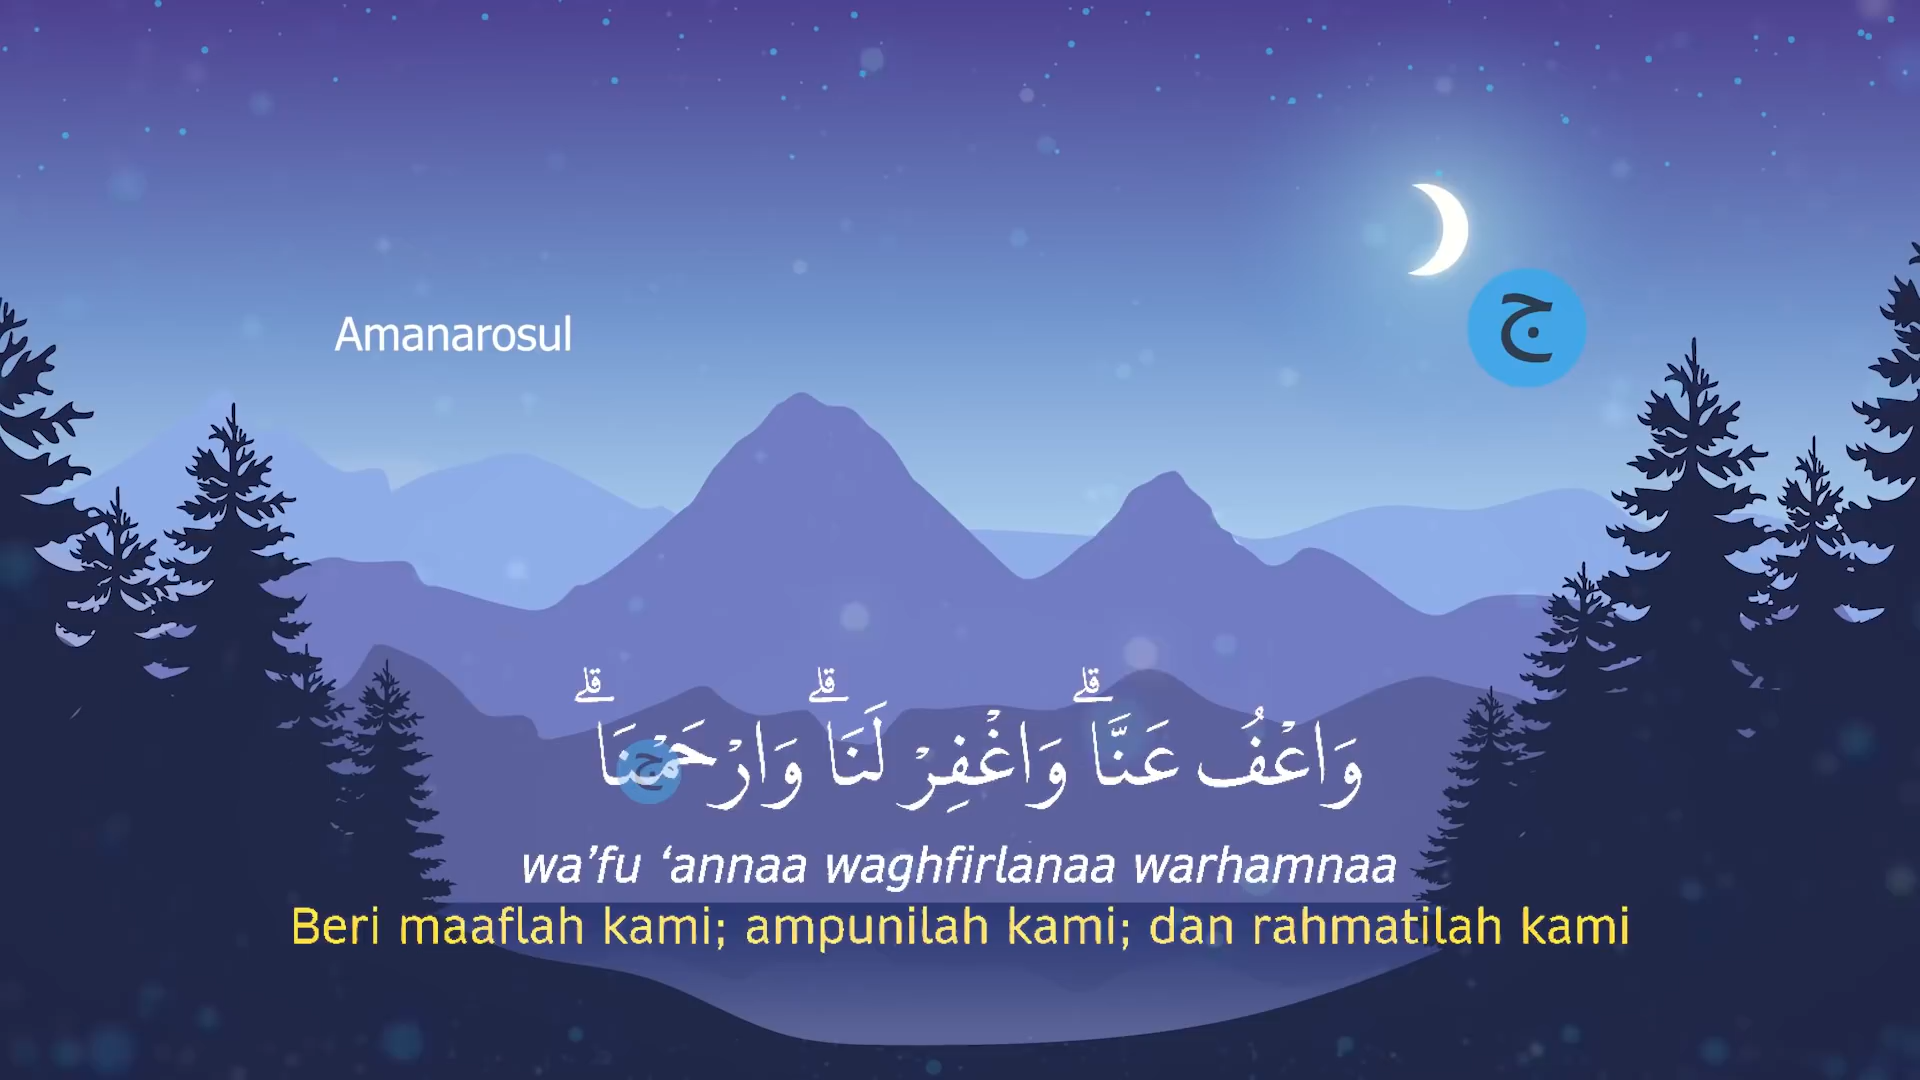 Amanarosul
ج
وَاعْفُ عَنَّاۗ وَاغْفِرْ لَنَاۗ وَارْحَمْنَاۗ
ج
wa’fu ‘annaa waghfirlanaa warhamnaa
Beri maaflah kami; ampunilah kami; dan rahmatilah kami